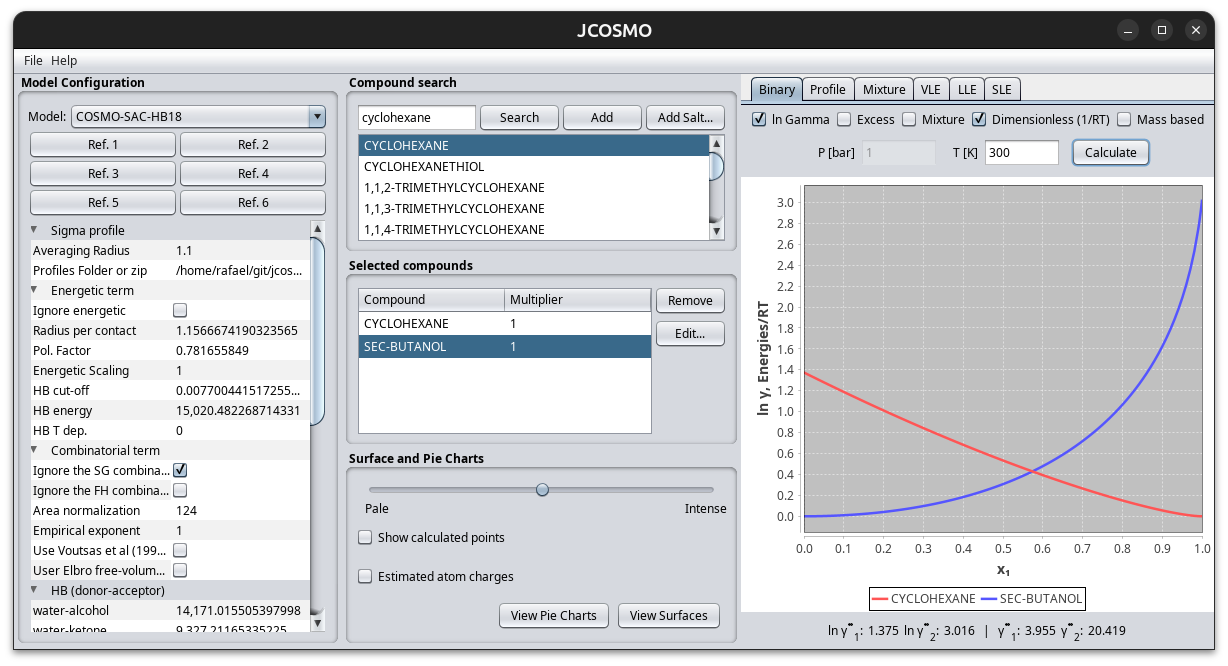 JCOSMO
File Help
Model Configuration
Model: COSMO-SAC-HB18
Ref. 1 Ref. 2
Ref. 3 Ref. 4
Ref. 5 Ref. 6
Sigma profile
Averaging Radius 1.1
Profiles Folder or zip /home/rafael/git/jcos...
Energetic term
Ignore energetic
Radius per contact 1.1566674190323565
Pol. Factor 0.781655849
Energetic Scaling 1
HB cut-off 0.007700441517255...
HB energy 15,020.482268714331
HB T dep. 0
Combinatorial term
Ignore the SG combina...
Ignore the FH combina...
Area normalization 124
Empirical exponent 1
Use Voutsas et al (199...
User Elbro free-volum...
HB (donor-acceptor)
water-alcohol 14,171.015505397998
water-ketone 9,327.21165335225
Compound search
cyclohexane Search Add Add Salt...
CYCLOHEXANE
CYCLOHEXANETHIOL
1,1,2-TRIMETHYLCYCLOHEXANE
1,1,3-TRIMETHYLCYCLOHEXANE
1,1,4-TRIMETHYLCYCLOHEXANE
Selected compounds
Compound Multiplier
CYCLOHEXANE 1
SEC-BUTANOL 1
Remove
Edit...
Surface and Pie Charts
Pale Intense
Show calculated points
Estimated atom charges
View Pie Charts View Surfaces
Binary Profile Mixture VLE LLE SLE
ln Gamma Excess Mixture Dimensionless (1/RT) Mass based
P [bar] 1 T [K] 300 Calculate
ln γ, Energies/RT
3.0
2.8
2.6
2.4
2.2
2.0
1.8
1.6
1.4
1.2
1.0
0.8
0.6
0.4
0.2
0.0
0.0 0.1 0.2 0.3 0.4 0.5 0.6 0.7 0.8 0.9 1.0
x₁
CYCLOHEXANE SEC-BUTANOL
ln γ∞1: 1.375 ln γ∞2: 3.016 | γ∞1: 3.955 γ∞2: 20.419